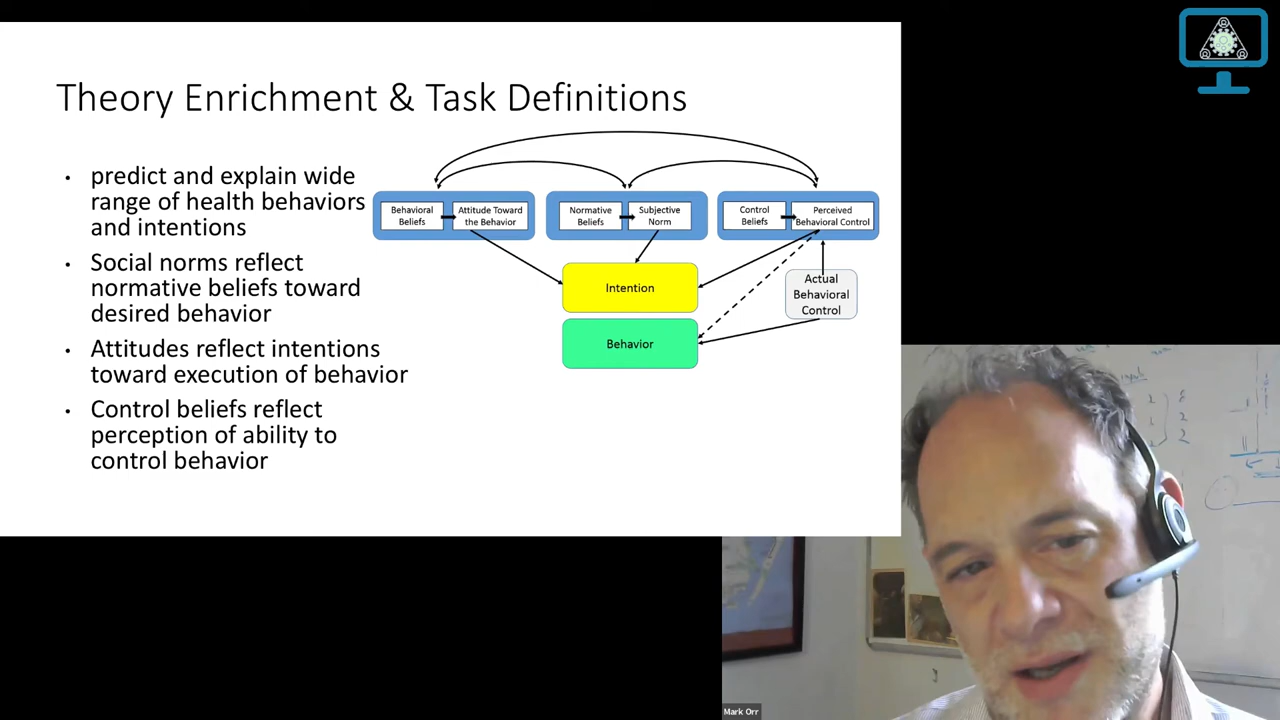 Theory Enrichment & Task Definitions
• predict and explain wide
range of health behaviors
and intentions
• Social norms reflect
normative beliefs toward
desired behavior
• Attitudes reflect intentions
toward execution of behavior
• Control beliefs reflect
perception of ability to
control behavior
Behavioral
Beliefs
Attitude Toward
the Behavior
Normative
Beliefs
Subjective
Norm
Control
Beliefs
Perceived
Behavioral Control
Intention
Actual
Behavioral
Control
Behavior
Mark Orr